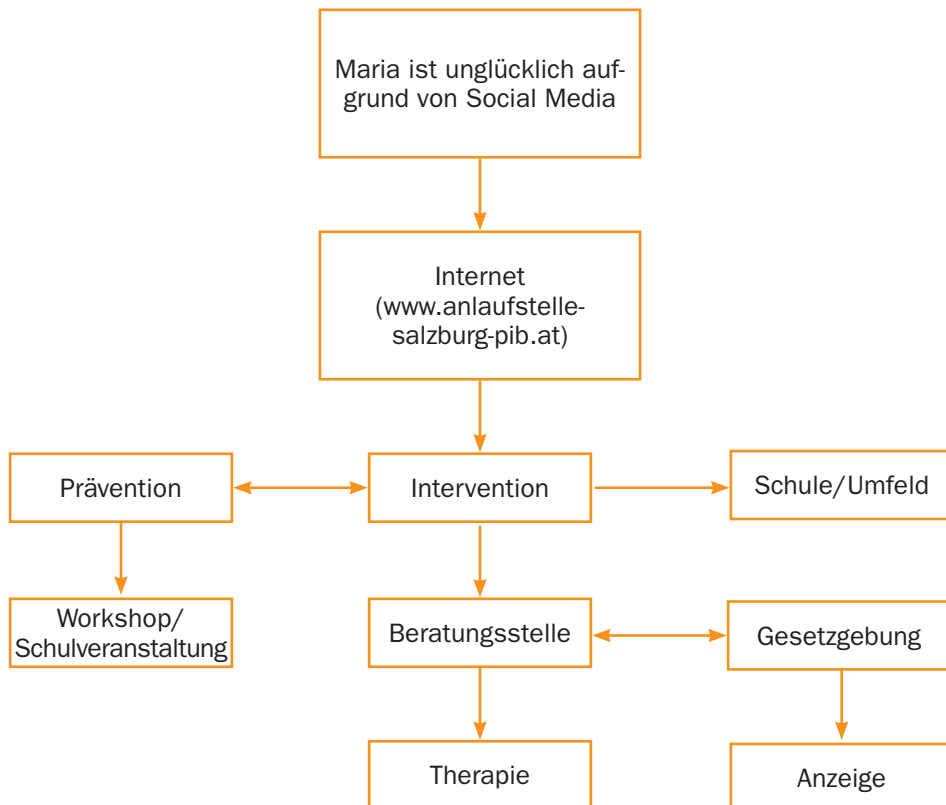 Maria ist unglücklich auf-
grund von Social Media
Internet
(www.anlaufstelle-
salzburg-pib.at)
Prävention
Intervention
Schule/Umfeld
Workshop/
Schulveranstaltung
Beratungsstelle
Gesetzgebung
Therapie
Anzeige